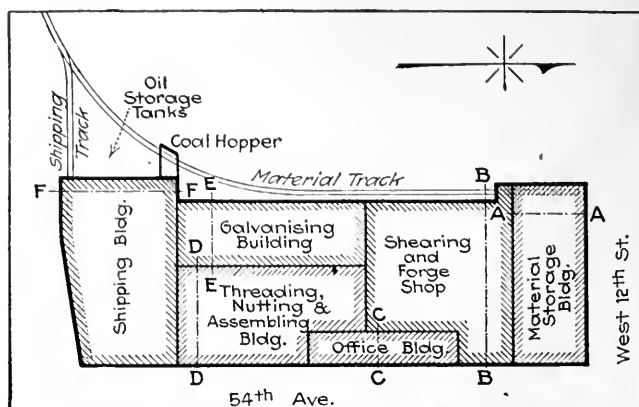 Oil
Storage
Tanks
Coal Hopper
Shipping
Track
Material Track
B
F
F
E
A
A
Galvanising
Building
D
E
Shearing
and
Forge
Shop
Shipping Bldg.
Material
Storage
Bldg.
West 12th St.
Threading,
Nutting &
Assembling
Bldg.
C
Office Bldg.
D
C
B
54th Ave.